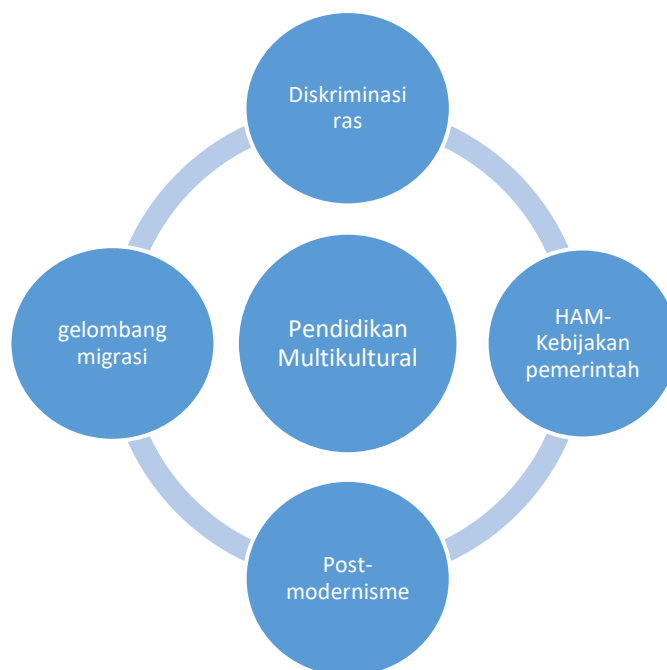 Diskriminasi
ras
gelombang
migrasi
Pendidikan
Multikultural
HAM-
Kebijakan
pemerintah
Post-
modernisme